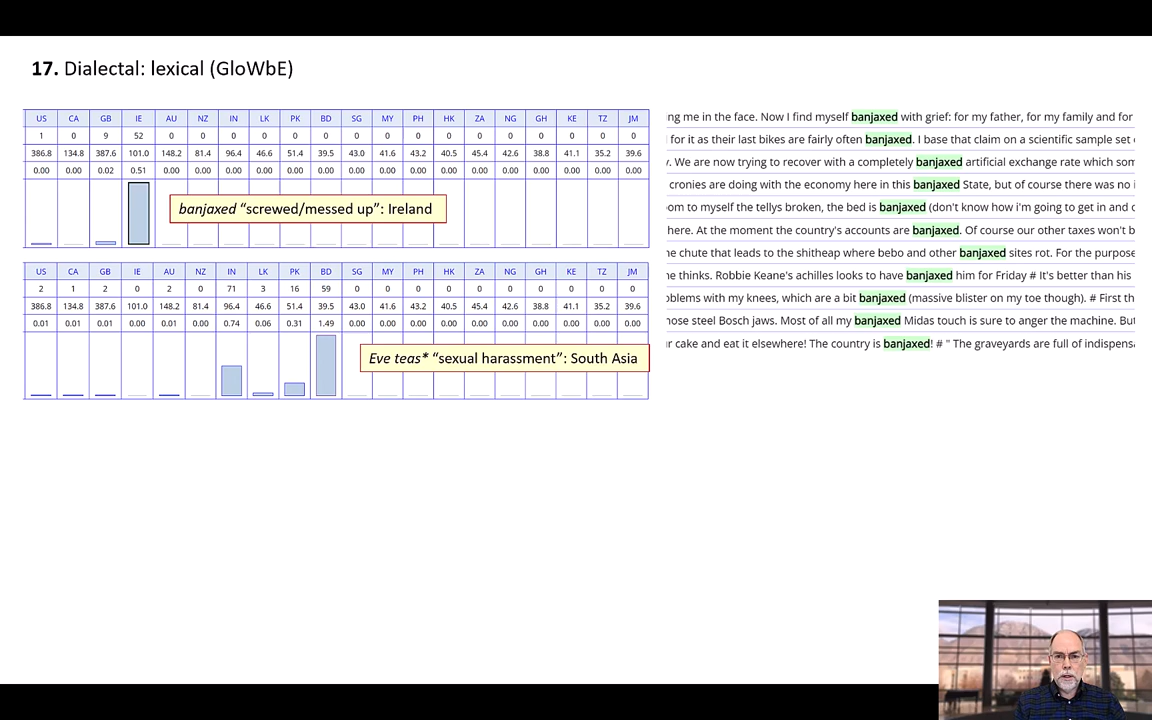 17. Dialectal: lexical (GloWbE)
US CA GB IE AU NZ IN LK PK BD SG MY PH HK ZA NG GH KE TZ JM
1 0 9 52 0 0 0 0 0 0 0 0 0 0 0 0 0 0 0 0
386.8 134.8 387.6 101.0 148.2 81.4 96.4 46.6 51.4 39.5 43.0 41.6 43.2 40.5 45.4 42.6 38.8 41.1 35.2 39.6
0.00 0.00 0.02 0.51 0.00 0.00 0.00 0.00 0.00 0.00 0.00 0.00 0.00 0.00 0.00 0.00 0.00 0.00 0.00 0.00
banjaxed “screwed/messed up”: Ireland
US CA GB IE AU NZ IN LK PK BD SG MY PH HK ZA NG GH KE TZ JM
2 1 2 0 2 0 71 3 16 59 0 0 0 0 0 0 0 0 0 0
386.8 134.8 387.6 101.0 148.2 81.4 96.4 46.6 51.4 39.5 43.0 41.6 43.2 40.5 45.4 42.6 38.8 41.1 35.2 39.6
0.01 0.01 0.01 0.00 0.01 0.00 0.74 0.06 0.31 1.49 0.00 0.00 0.00 0.00 0.00 0.00 0.00 0.00 0.00 0.00
Eve teas* “sexual harassment”: South Asia
ng me in the face. Now I find myself banjaxed with grief: for my father, for my family and for
for it as their last bikes are fairly often banjaxed. I base that claim on a scientific sample set
. We are now trying to recover with a completely banjaxed artificial exchange rate which som
cronies are doing with the economy here in this banjaxed State, but of course there was no i
om to myself the tellys broken, the bed is banjaxed (don't know how i'm going to get in and o
here. At the moment the country's accounts are banjaxed. Of course our other taxes won't b
e chute that leads to the shitheap where bebo and other banjaxed sites rot. For the purpose
e thinks. Robbie Keane's achilles looks to have banjaxed him for Friday # It's better than his
oblems with my knees, which are a bit banjaxed (massive blister on my toe though). # First th
hose steel Bosch jaws. Most of all my banjaxed Midas touch is sure to anger the machine. But
r cake and eat it elsewhere! The country is banjaxed! # " The graveyards are full of indispensa